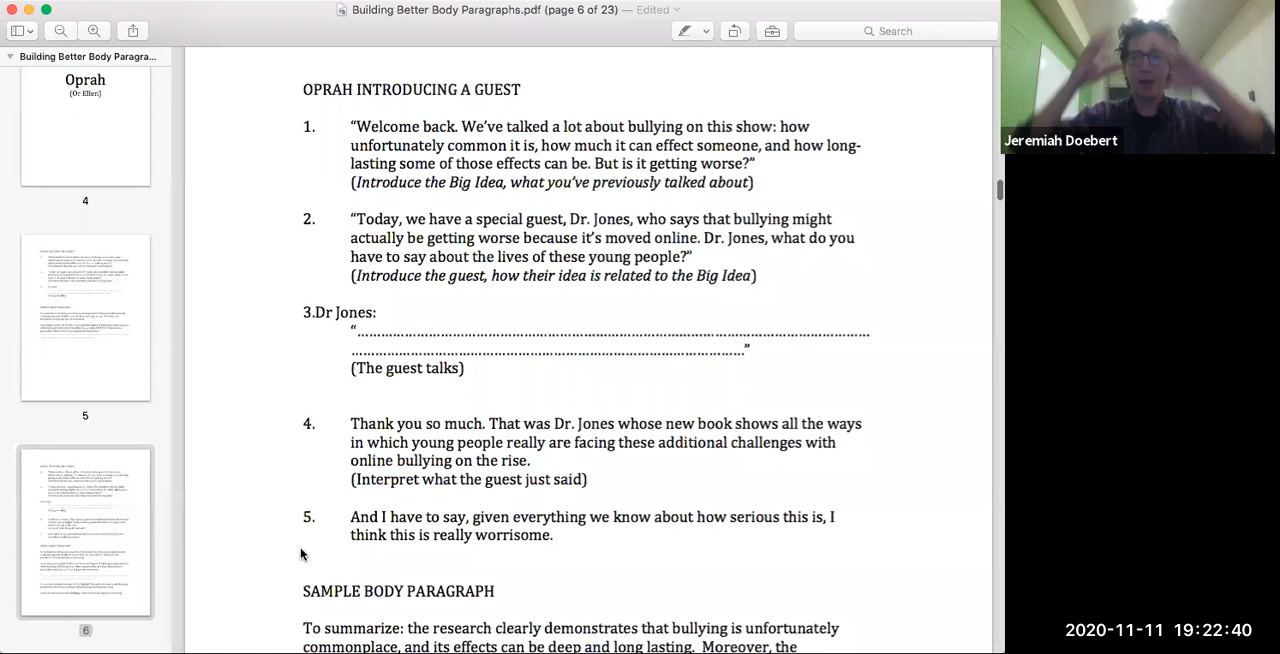 Building Better Body Paragraphs.pdf (page 6 of 23) — Edited
Search
Building Better Body Paragra...
Oprah
(Or Ellen)
4
5
6
OPRAH INTRODUCING A GUEST
1. “Welcome back. We’ve talked a lot about bullying on this show: how
unfortunately common it is, how much it can effect someone, and how long-
lasting some of those effects can be. But is it getting worse?”
(Introduce the Big Idea, what you’ve previously talked about)
2. “Today, we have a special guest, Dr. Jones, who says that bullying might
actually be getting worse because it’s moved online. Dr. Jones, what do you
have to say about the lives of these young people?”
(Introduce the guest, how their idea is related to the Big Idea)
3.Dr Jones:
“.......................................................................................................................
...........................................................................................”
(The guest talks)
4. Thank you so much. That was Dr. Jones whose new book shows all the ways
in which young people really are facing these additional challenges with
online bullying on the rise.
(Interpret what the guest just said)
5. And I have to say, given everything we know about how serious this is, I
think this is really worrisome.
SAMPLE BODY PARAGRAPH
To summarize: the research clearly demonstrates that bullying is unfortunately
commonplace, and its effects can be deep and long lasting. Moreover, the
Jeremiah Doebert
2020-11-11 19:22:40